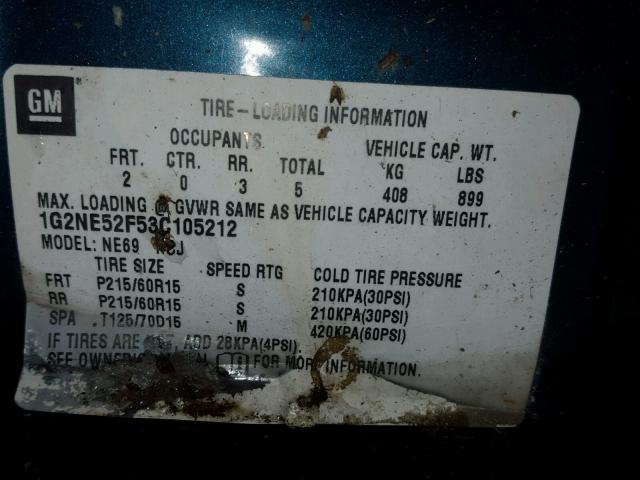 GM
TIRE-LOADING INFORMATION
OCCUPANTS VEHICLE CAP. WT.
FRT. CTR. RR. TOTAL KG LBS
2 0 3 5 408 899
MAX. LOADING @ GVWR SAME AS VEHICLE CAPACITY WEIGHT.
1G2NE52F53C105212
MODEL: NE69
TIRE SIZE SPEED RTG COLD TIRE PRESSURE
FRT P215/60R15 S 210KPA(30PSI)
RR P215/60R15 S 210KPA(30PSI)
SPA T125/70D15 M 420KPA(60PSI)
IF TIRES ARE HOT, ADD 28KPA(4PSI).
SEE OWNER'S MANUAL FOR MORE INFORMATION.